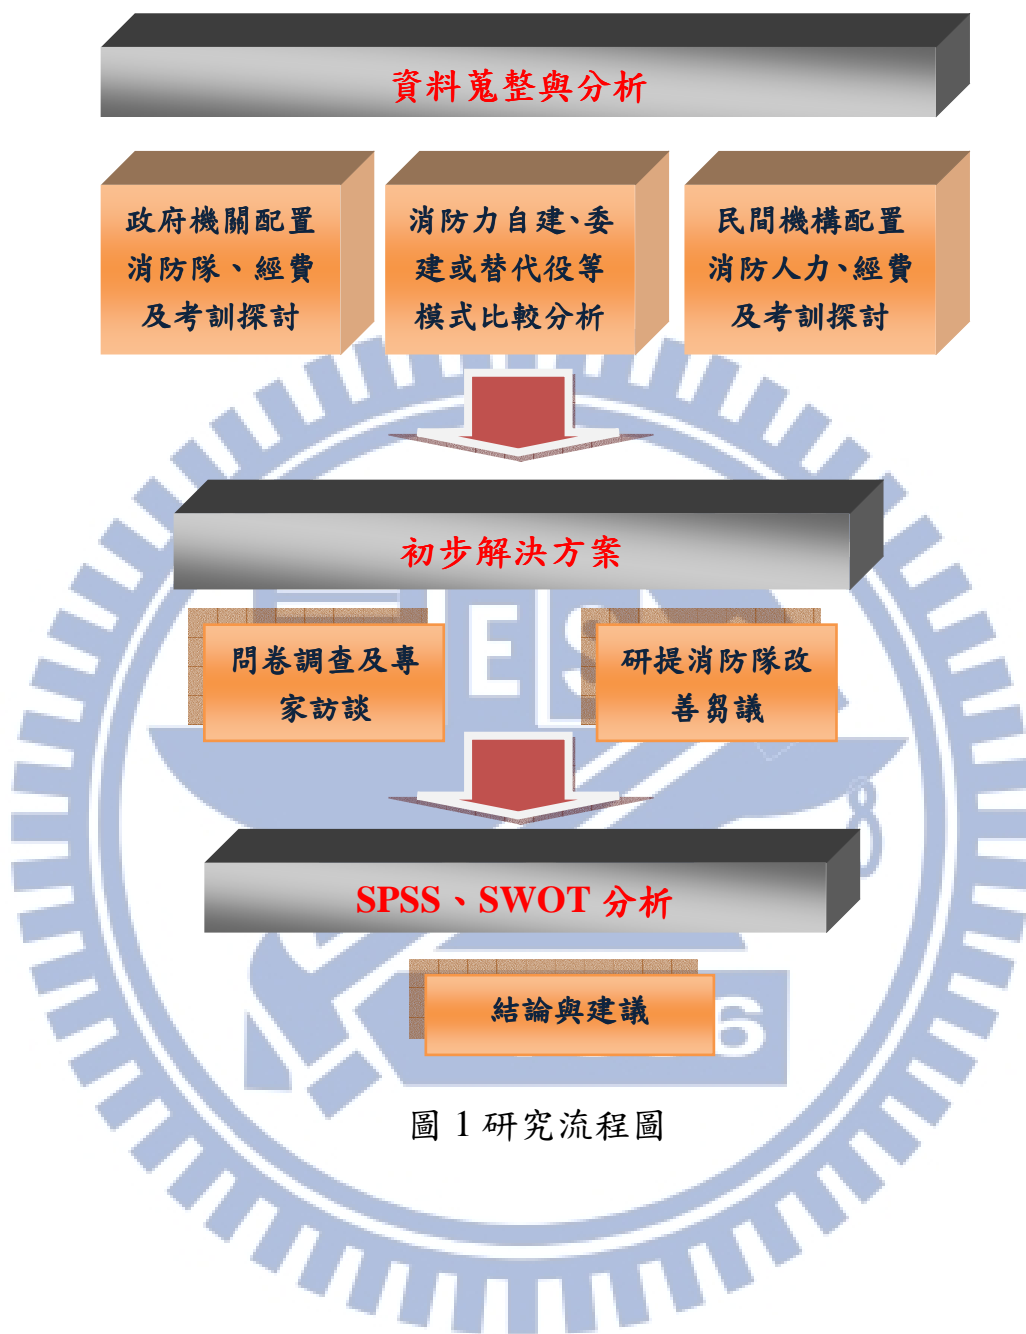 資料蒐整與分析
政府機關配置
消防隊、經費
及考訓探討
消防力自建、委
建或替代役等
模式比較分析
民間機構配置
消防人力、經費
及考訓探討
初步解決方案
ES
問卷調查及專
家訪談
研提消防隊改
善芻議
8
SPSS、SWOT 分析
結論與建議
6
圖 1 研究流程圖